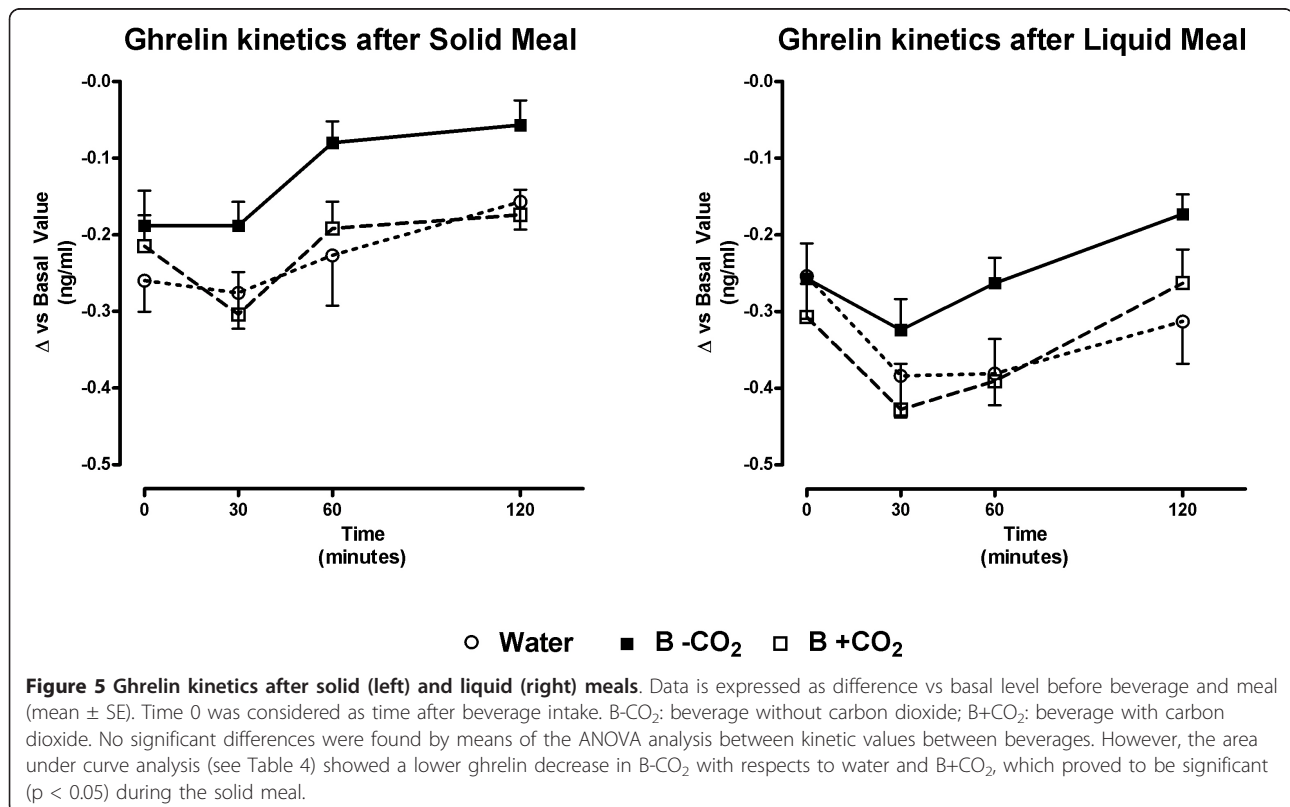 Ghrelin kinetics after Solid Meal
-0.0
-0.1
-0.2
-0.3
-0.4
-0.5
Δ vs Basal Value
(ng/ml)
0 30 60 120
Time
(minutes)
Ghrelin kinetics after Liquid Meal
-0.0
-0.1
-0.2
-0.3
-0.4
-0.5
Δ vs Basal Value
(ng/ml)
0 30 60 120
Time
(minutes)
Water B -CO₂ B +CO₂
Figure 5 Ghrelin kinetics after solid (left) and liquid (right) meals. Data is expressed as difference vs basal level before beverage and meal
(mean ± SE). Time 0 was considered as time after beverage intake. B-CO₂: beverage without carbon dioxide; B+CO₂: beverage with carbon
dioxide. No significant differences were found by means of the ANOVA analysis between kinetic values between beverages. However, the area
under curve analysis (see Table 4) showed a lower ghrelin decrease in B-CO₂ with respects to water and B+CO₂, which proved to be significant
(p < 0.05) during the solid meal.